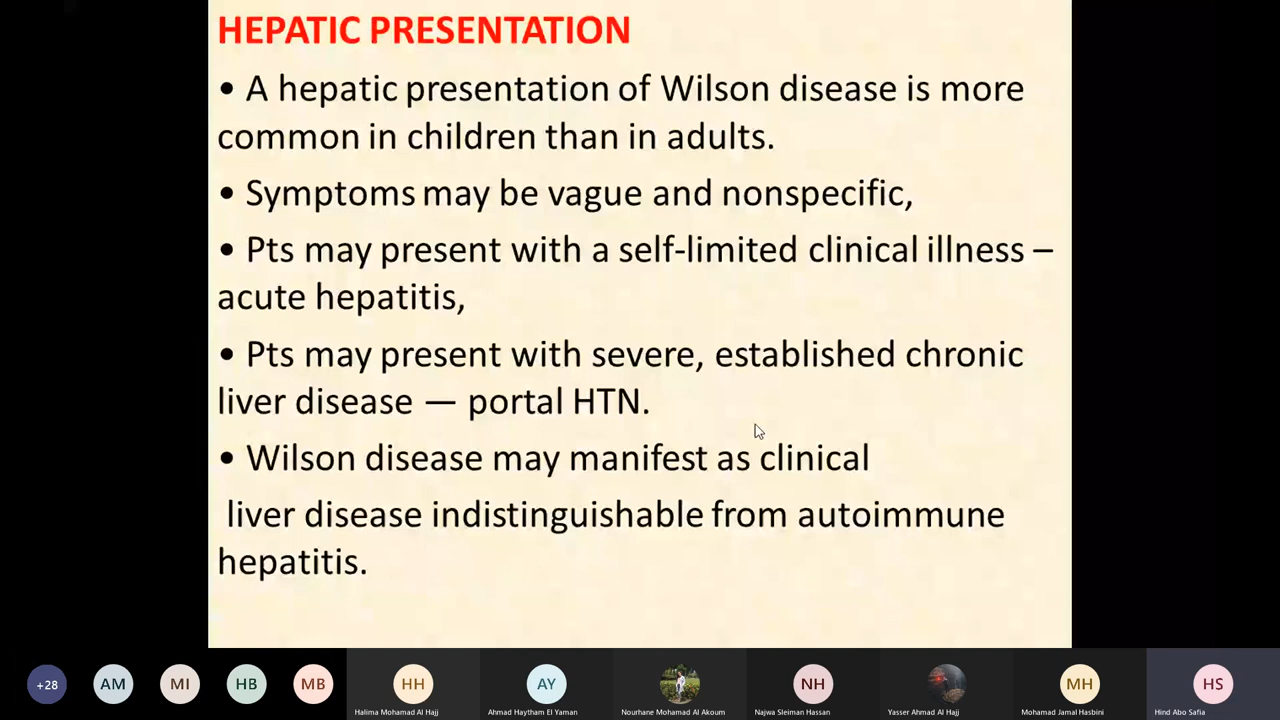 HEPATIC PRESENTATION
• A hepatic presentation of Wilson disease is more
common in children than in adults.
• Symptoms may be vague and nonspecific,
• Pts may present with a self-limited clinical illness –
acute hepatitis,
• Pts may present with severe, established chronic
liver disease — portal HTN.
• Wilson disease may manifest as clinical
liver disease indistinguishable from autoimmune
hepatitis.
+28
AM
MI
HB
MB
HH
AY
NH
MH
HS
Halima Mohamad Al Hajj
Ahmad Haytham El Yaman
Nourhane Mohamad Al Akoum
Najwa Sleiman Hassan
Yasser Ahmad Al Hajj
Mohamad Jamal Hasbini
Hind Abo Safia